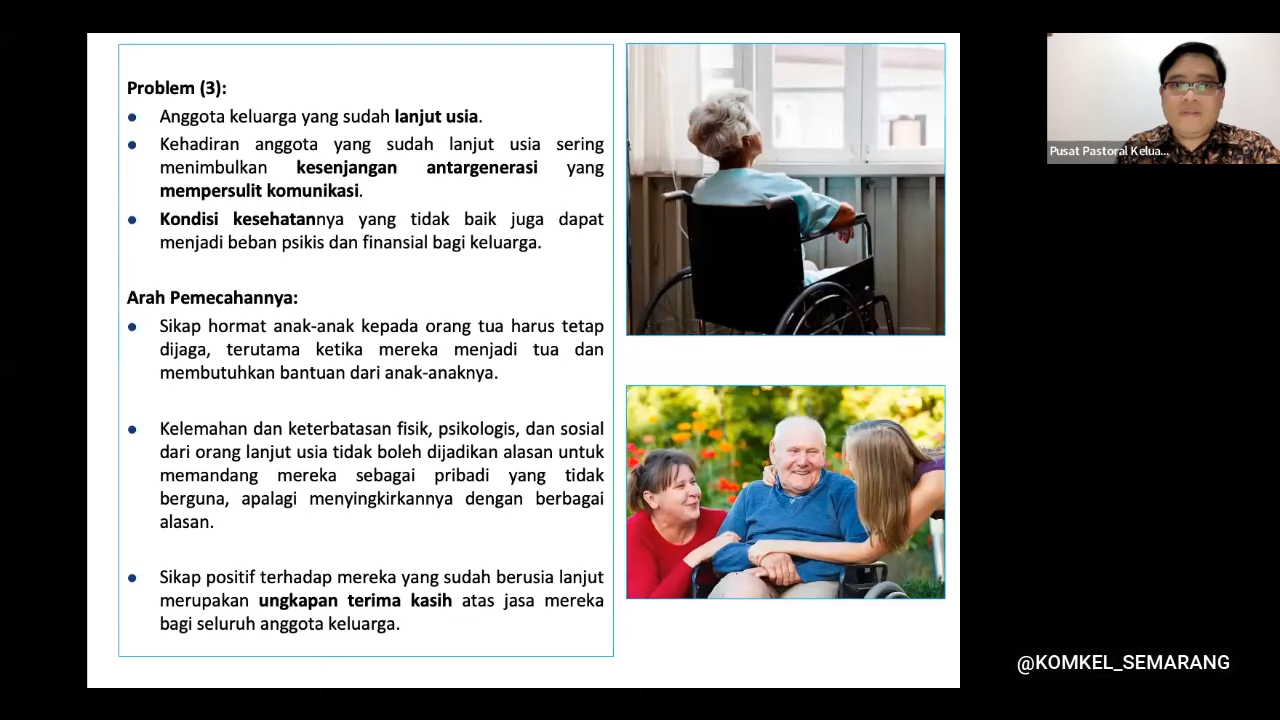 Problem (3):
● Anggota keluarga yang sudah lanjut usia.
● Kehadiran anggota yang sudah lanjut usia sering
menimbulkan kesenjangan antargenerasi yang
mempersulit komunikasi.
● Kondisi kesehatannya yang tidak baik juga dapat
menjadi beban psikis dan finansial bagi keluarga.
Arah Pemecahannya:
● Sikap hormat anak-anak kepada orang tua harus tetap
dijaga, terutama ketika mereka menjadi tua dan
membutuhkan bantuan dari anak-anaknya.
● Kelemahan dan keterbatasan fisik, psikologis, dan sosial
dari orang lanjut usia tidak boleh dijadikan alasan untuk
memandang mereka sebagai pribadi yang tidak
berguna, apalagi menyingkirkannya dengan berbagai
alasan.
● Sikap positif terhadap mereka yang sudah berusia lanjut
merupakan ungkapan terima kasih atas jasa mereka
bagi seluruh anggota keluarga.
Pusat Pastoral Kelua...
@KOMKEL_SEMARANG